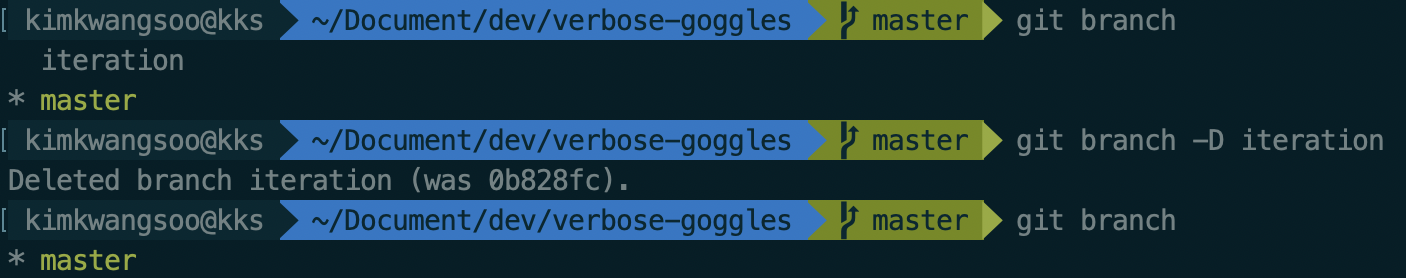 kimkwangsoo@kks ~/Document/dev/verbose-goggles master git branch
iteration
* master
kimkwangsoo@kks ~/Document/dev/verbose-goggles master git branch -D iteration
Deleted branch iteration (was 0b828fc).
kimkwangsoo@kks ~/Document/dev/verbose-goggles master git branch
* master